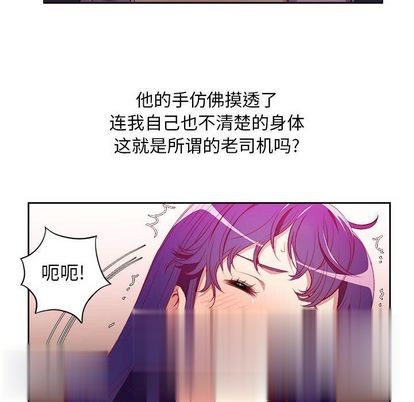 他的手仿佛摸透了
连我自己也不清楚的身体
这就是所谓的老司机吗?
呃呃!